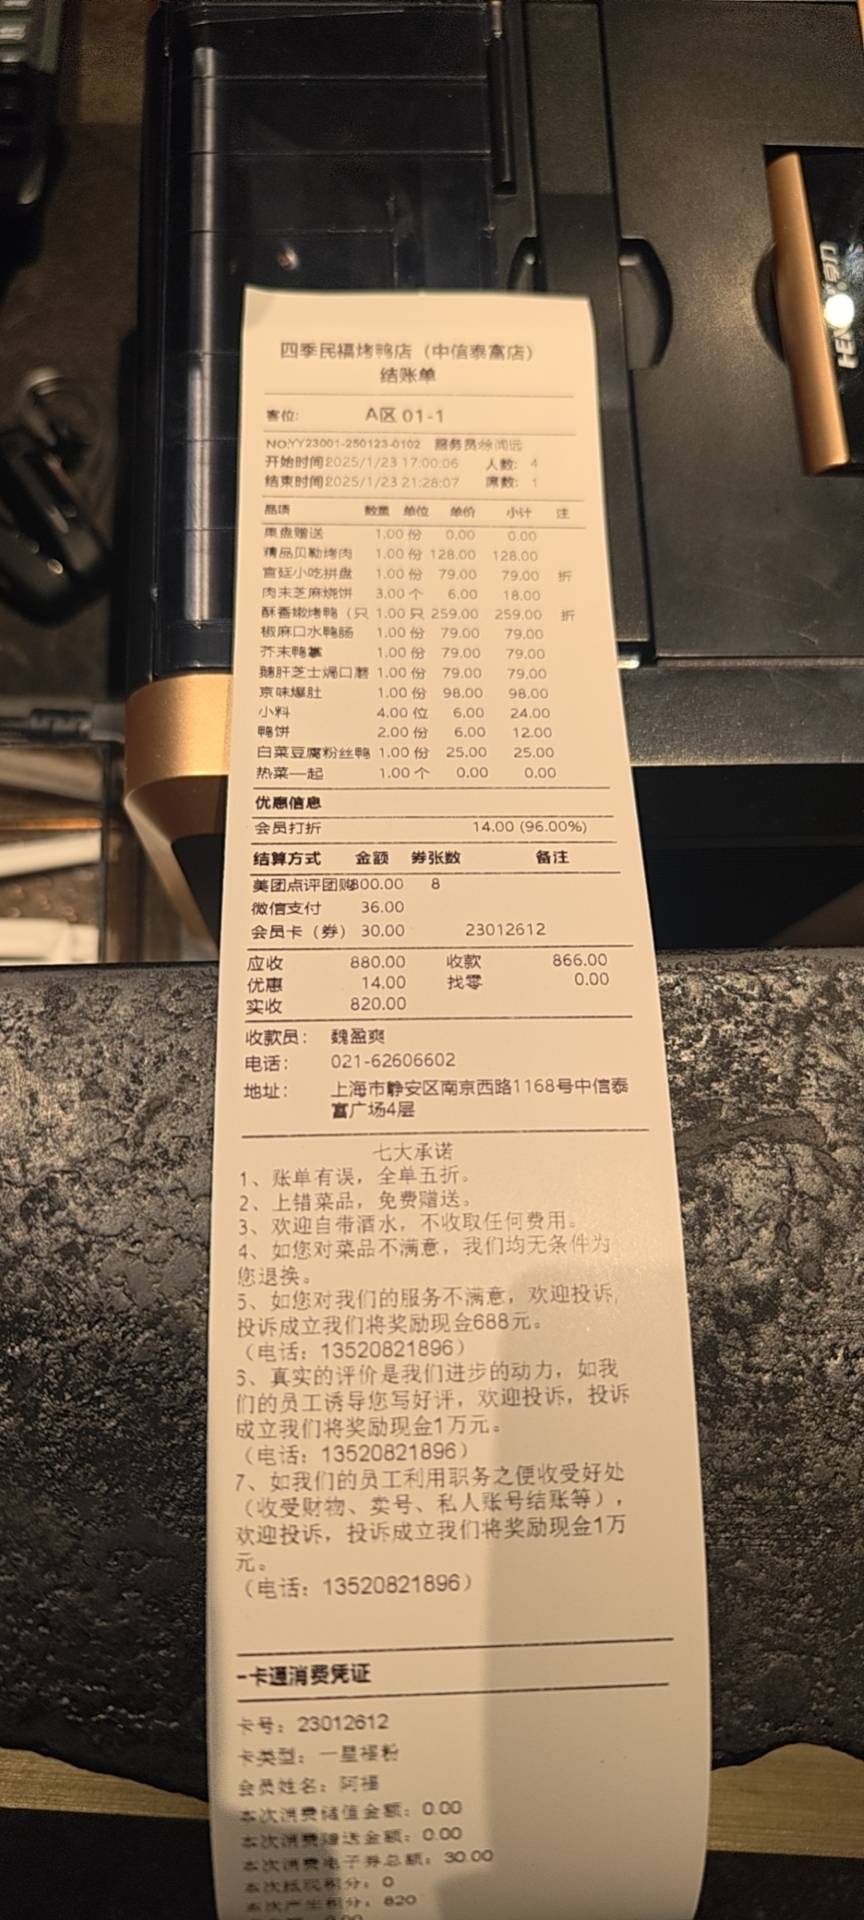 四季民福烤鸭店（中信泰富店）
结账单
客位： A区 01-1
NO:YY23001-250123-0102 服务员:徐闻远
开始时间2025/1/23 17:00:06 人数： 4
结束时间2025/1/23 21:28:07 席数： 1
品项 数量 单位 单价 小计 注
果盘赠送 1.00 份 0.00 0.00
精品贝勒烤肉 1.00 份 128.00 128.00
宫廷小吃拼盘 1.00 份 79.00 79.00 折
肉末芝麻烧饼 3.00 个 6.00 18.00
酥香嫩烤鸭（只 1.00 只 259.00 259.00 折
椒麻口水鸭肠 1.00 份 79.00 79.00
芥末鸭掌 1.00 份 79.00 79.00
鹅肝芝士焗口蘑 1.00 份 79.00 79.00
京味爆肚 1.00 份 98.00 98.00
小料 4.00 位 6.00 24.00
鸭饼 2.00 份 6.00 12.00
白菜豆腐粉丝鸭 1.00 份 25.00 25.00
热菜一起 1.00 个 0.00 0.00
优惠信息
会员打折 14.00 (96.00%)
结算方式 金额 券张数 备注
美团点评团购800.00 8
微信支付 36.00
会员卡（券） 30.00 23012612
应收 880.00 收款 866.00
优惠 14.00 找零 0.00
实收 820.00
收款员： 魏盈爽
电话： 021-62606602
地址： 上海市静安区南京西路1168号中信泰
富广场4层
七大承诺
1、账单有误，全单五折。
2、上错菜品，免费赠送。
3、欢迎自带酒水，不收取任何费用。
4、如您对菜品不满意，我们均无条件为
您退换。
5、如您对我们的服务不满意，欢迎投诉，
投诉成立我们将奖励现金688元。
（电话：13520821896）
6、真实的评价是我们进步的动力，如我
们的员工诱导您写好评，欢迎投诉，投诉
成立我们将奖励现金1万元。
（电话：13520821896）
7、如我们的员工利用职务之便收受好处
（收受财物、卖号、私人账号结账等），
欢迎投诉，投诉成立我们将奖励现金1万
元。
（电话：13520821896）
一卡通消费凭证
卡号：23012612
卡类型：一星福粉
会员姓名：阿福
本次消费储值金额：0.00
本次消费赠送金额：0.00
本次消费电子券总额：30.00
本次抵现积分：0
本次产生积分：820